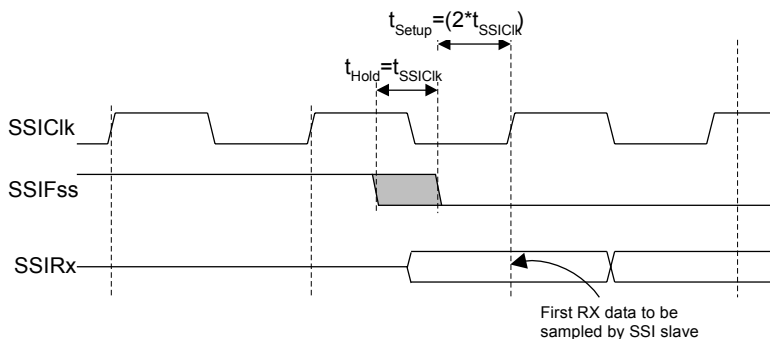 tSetup=(2*tSSIClk)
tHold=tSSIClk
SSIClk
SSIFss
SSIRx
First RX data to be
sampled by SSI slave